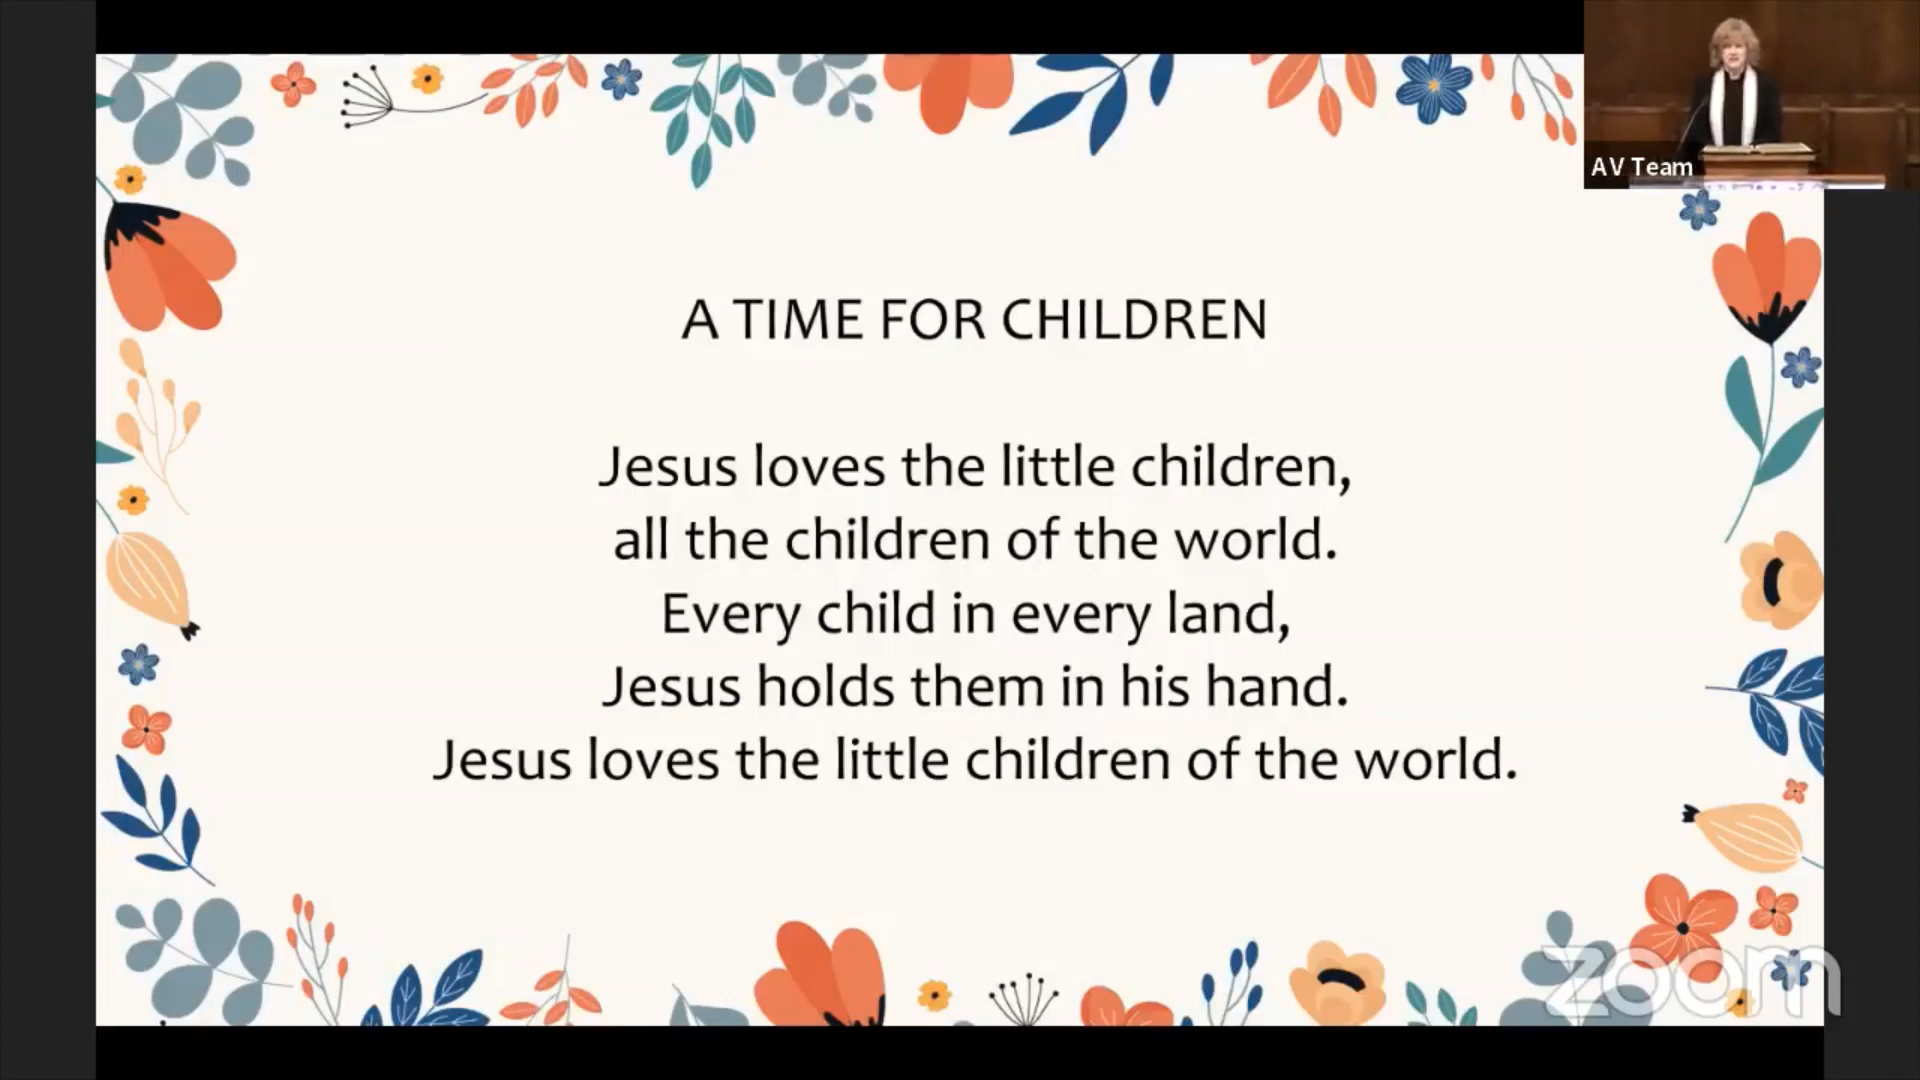 A TIME FOR CHILDREN
Jesus loves the little children,
all the children of the world.
Every child in every land,
Jesus holds them in his hand.
Jesus loves the little children of the world.
AV Team
zoom